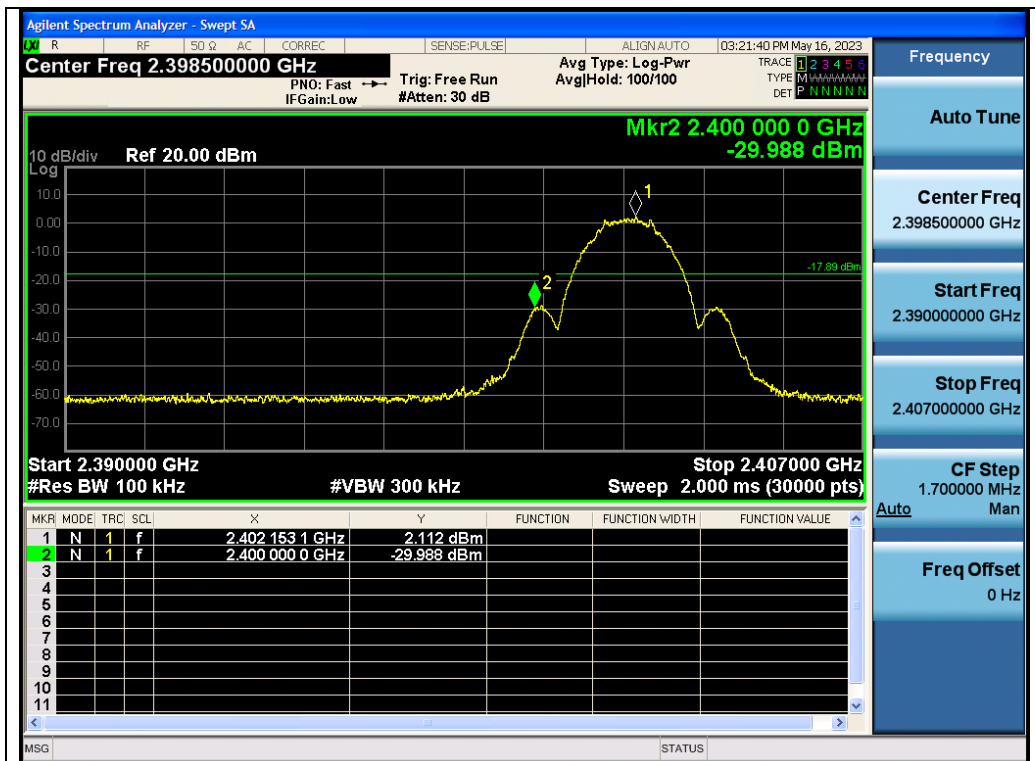 Agilent Spectrum Analyzer - Swept SA
LXI R RF 50 Ω AC CORREC SENSE:PULSE ALIGN AUTO 03:21:40 PM May 16, 2023
Center Freq 2.398500000 GHz
PNO: Fast
IFGain:Low
Trig: Free Run
#Atten: 30 dB
Avg Type: Log-Pwr
Avg|Hold: 100/100
TRACE 1 2 3 4 5 6
TYPE M
DET P N N N N N
Mkr2 2.400 000 0 GHz
-29.988 dBm
10 dB/div Ref 20.00 dBm
Log
10.0
0.00
-10.0
-20.0
-30.0
-40.0
-50.0
-60.0
-70.0
1
2
-17.89 dBm
Start 2.390000 GHz Stop 2.407000 GHz
#Res BW 100 kHz #VBW 300 kHz Sweep 2.000 ms (30000 pts)
MKR MODE TRC SCL X Y FUNCTION FUNCTION WIDTH FUNCTION VALUE
1 N 1 f 2.402 153 1 GHz 2.112 dBm
2 N 1 f 2.400 000 0 GHz -29.988 dBm
3
4
5
6
7
8
9
10
11
MSG STATUS
Frequency
Auto Tune
Center Freq
2.398500000 GHz
Start Freq
2.390000000 GHz
Stop Freq
2.407000000 GHz
CF Step
1.700000 MHz
Auto Man
Freq Offset
0 Hz